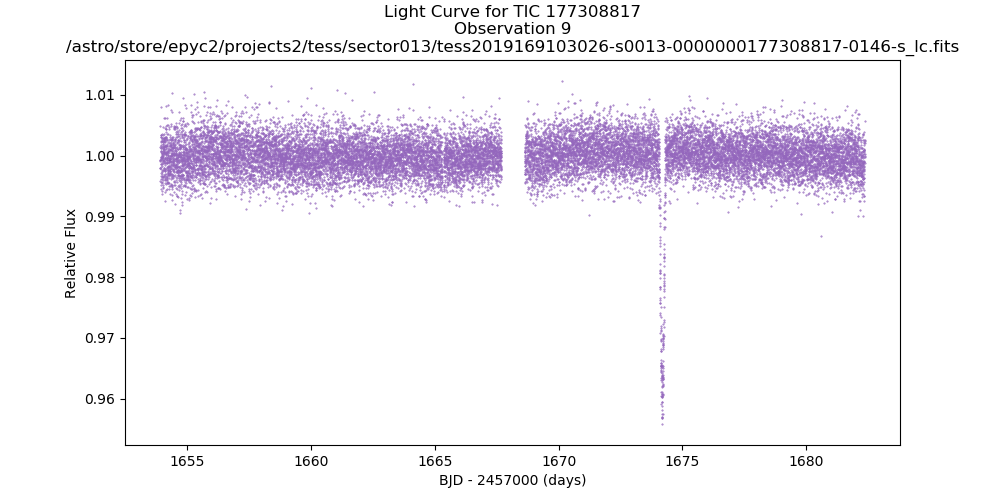 Light Curve for TIC 177308817
Observation 9
/astro/store/epyc2/projects2/tess/sector013/tess2019169103026-s0013-0000000177308817-0146-s_lc.fits
1.01
1.00
0.99
0.98
0.97
0.96
Relative Flux
1655
1660
1665
1670
1675
1680
BJD - 2457000 (days)